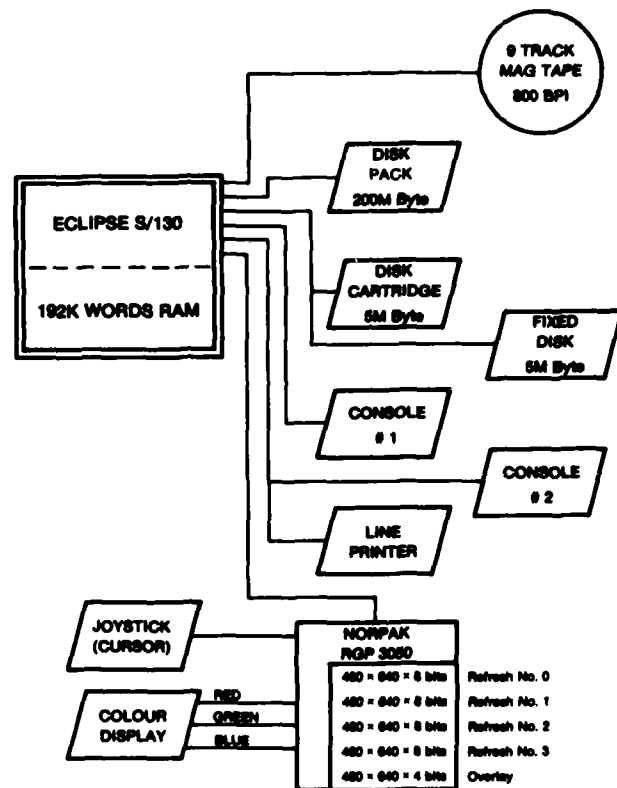 9 TRACK
MAG TAPE
800 BPI
DISK
PACK
200M Byte
ECLIPSE S/130
192K WORDS RAM
DISK
CARTRIDGE
5M Byte
FIXED
DISK
5M Byte
CONSOLE
# 1
CONSOLE
# 2
LINE
PRINTER
JOYSTICK
(CURSOR)
NORPAK
RGP 3050
480 × 640 × 8 bits Refresh No. 0
480 × 640 × 8 bits Refresh No. 1
480 × 640 × 8 bits Refresh No. 2
480 × 640 × 8 bits Refresh No. 3
480 × 640 × 4 bits Overlay
COLOUR
DISPLAY
RED
GREEN
BLUE